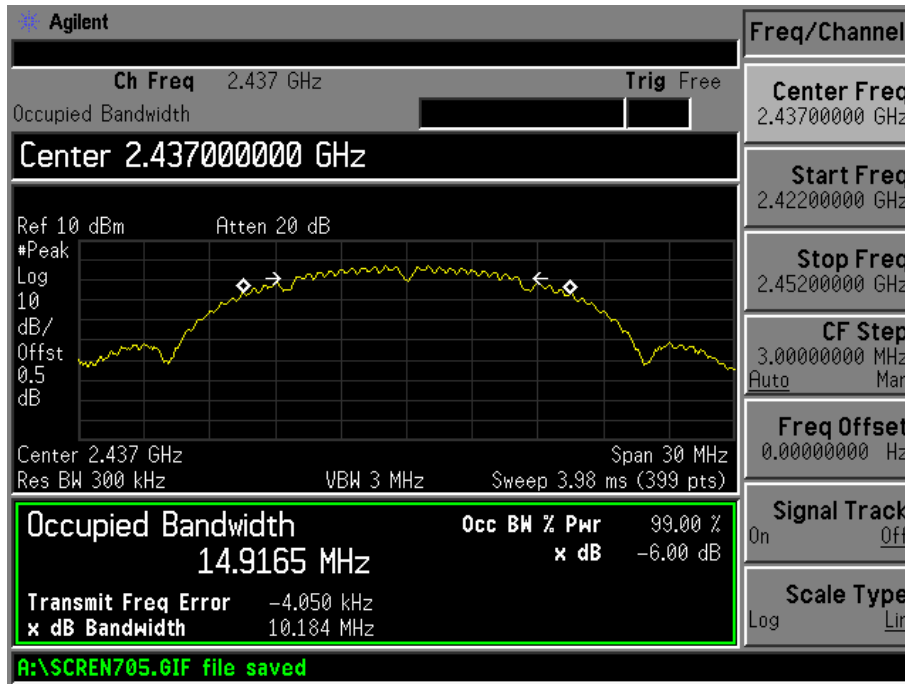 Agilent
Freq/Channel
Ch Freq 2.437 GHz Trig Free
Occupied Bandwidth
Center 2.437000000 GHz
Ref 10 dBm Atten 20 dB
#Peak
Log
10
dB/
Offst
0.5
dB
Center 2.437 GHz Span 30 MHz
Res BW 300 kHz VBW 3 MHz Sweep 3.98 ms (399 pts)
Occupied Bandwidth
14.9165 MHz
Occ BW % Pwr 99.00 %
x dB -6.00 dB
Transmit Freq Error -4.050 kHz
x dB Bandwidth 10.184 MHz
A:\SCREN705.GIF file saved
Center Freq
2.43700000 GHz
Start Freq
2.42200000 GHz
Stop Freq
2.45200000 GHz
CF Step
3.00000000 MHz
Auto Man
Freq Offset
0.00000000 Hz
Signal Track
On Off
Scale Type
Log Lin